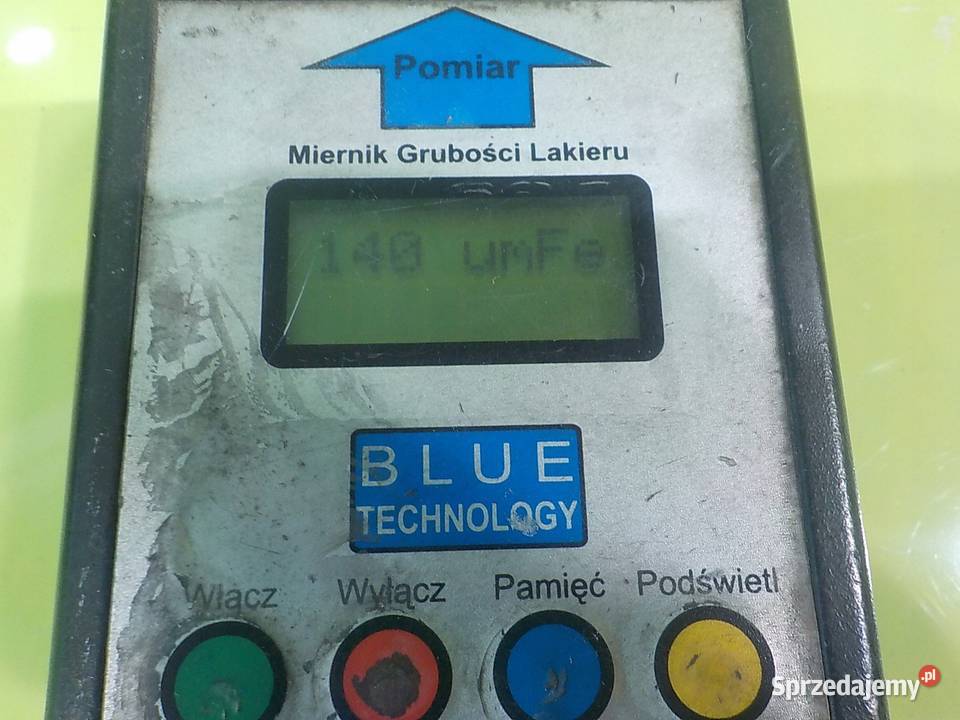 Pomiar
Miernik Grubości Lakieru
140 umFe
BLUE
TECHNOLOGY
Włącz Wyłącz Pamięć Podświetl
Sprzedajemy.pl